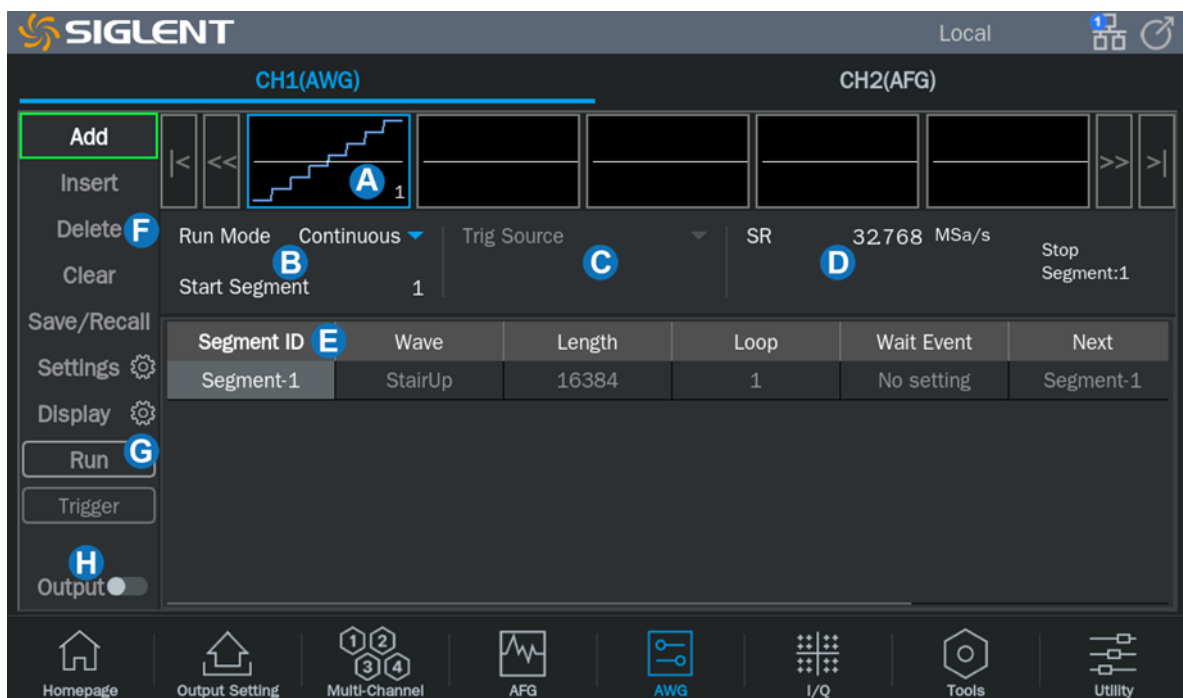 SIGLENT
Local
1
CH1(AWG)
CH2(AFG)
Add
|<
<<
A
1
>>
>|
Insert
Delete
F
Run Mode
Continuous
B
Trig Source
C
SR
D
32.768 MSa/s
Stop
Segment:1
Clear
Start Segment
1
Save/Recall
Segment ID
E
Wave
Length
Loop
Wait Event
Next
Settings
Segment-1
StairUp
16384
1
No setting
Segment-1
Display
Run
G
Trigger
H
Output
1
2
3
4
Homepage
Output Setting
Multi-Channel
AFG
AWG
I/Q
Tools
Utility